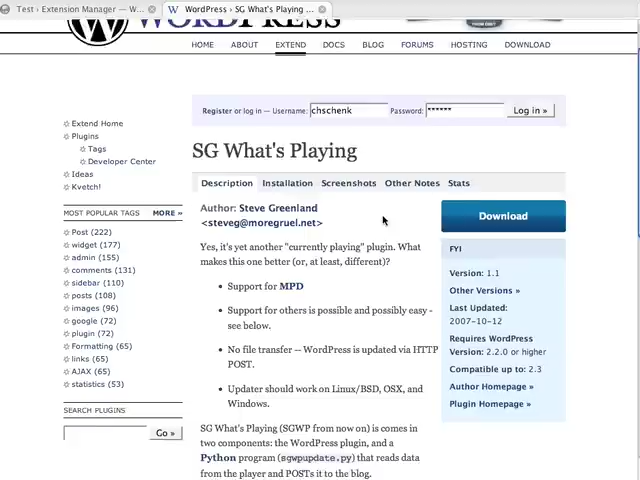 Test › Extension Manager — W...
WordPress › SG What's Playing ...
WORDPRESS
HOME ABOUT EXTEND DOCS BLOG FORUMS HOSTING DOWNLOAD
Register or log in — Username: chschenk Password: ****** Log in »
Extend Home
Plugins
Tags
Developer Center
Ideas
Kvetch!
MOST POPULAR TAGS MORE »
Post (222)
widget (177)
admin (155)
comments (131)
sidebar (110)
posts (108)
images (96)
google (72)
plugin (72)
Formatting (65)
links (65)
AJAX (65)
statistics (53)
SEARCH PLUGINS
Go »
SG What's Playing
Description Installation Screenshots Other Notes Stats
Author: Steve Greenland
<steveg@moregruel.net>
Yes, it's yet another "currently playing" plugin. What
makes this one better (or, at least, different)?
• Support for MPD
• Support for others is possible and possibly easy -
see below.
• No file transfer -- WordPress is updated via HTTP
POST.
• Updater should work on Linux/BSD, OSX, and
Windows.
SG What's Playing (SGWP from now on) is comes in
two components: the WordPress plugin, and a
Python program (sgwpupdate.py) that reads data
from the player and POSTs it to the blog.
Download
FYI
Version: 1.1
Other Versions »
Last Updated:
2007-10-12
Requires WordPress
Version: 2.2.0 or higher
Compatible up to: 2.3
Author Homepage »
Plugin Homepage »